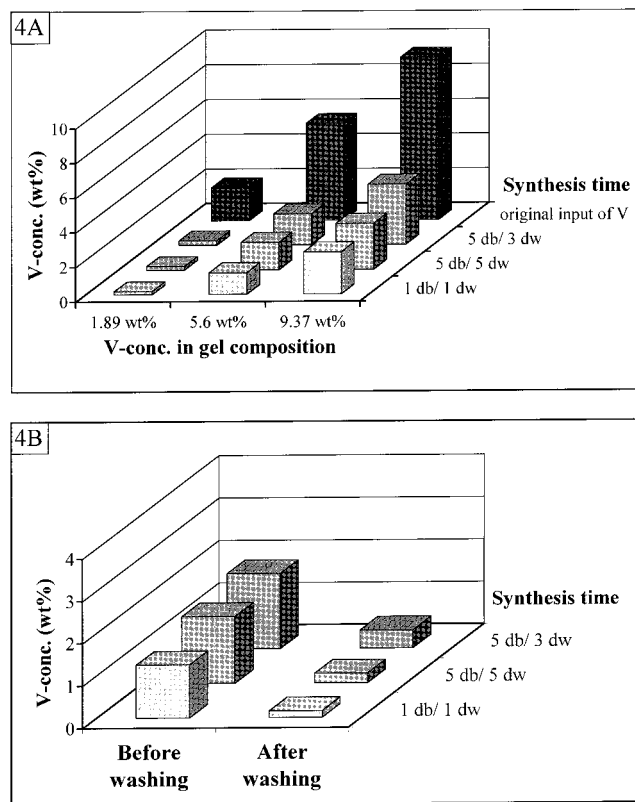 4A
10
8
6
4
2
0
V-conc. (wt%)
Synthesis time
original input of V
5 db/ 3 dw
5 db/ 5 dw
1 db/ 1 dw
1.89 wt% 5.6 wt% 9.37 wt%
V-conc. in gel composition
4B
4
3
2
1
0
V-conc. (wt%)
Synthesis time
5 db/ 3 dw
5 db/ 5 dw
1 db/ 1 dw
Before After
washing washing